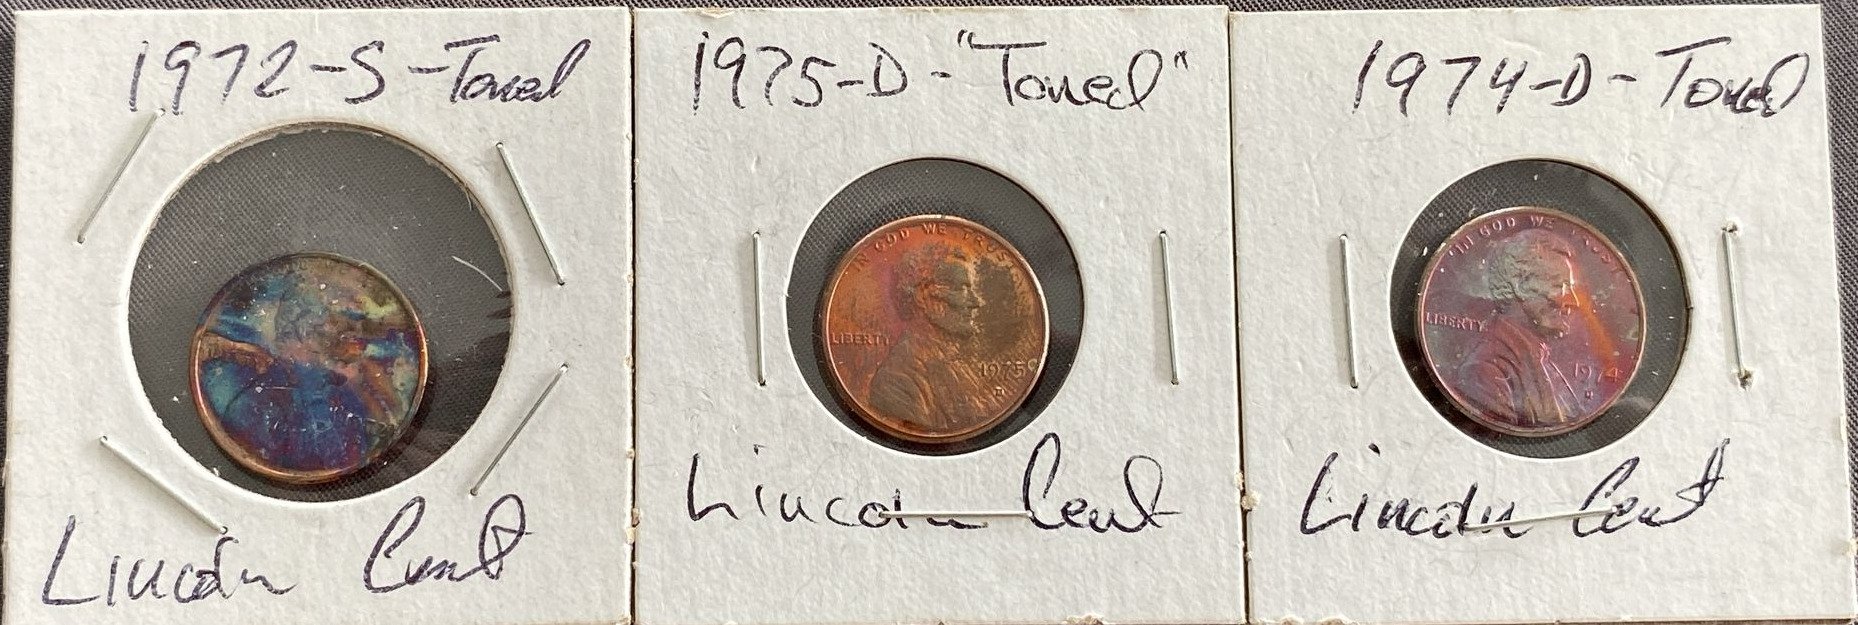 1972-S-Toned
Lincoln Cent
1975-D-"Toned"
IN GOD WE TRUST
LIBERTY
1975
D
Lincoln Cent
1974-D-Toned
IN GOD WE TRUST
LIBERTY
1974
D
Lincoln Cent